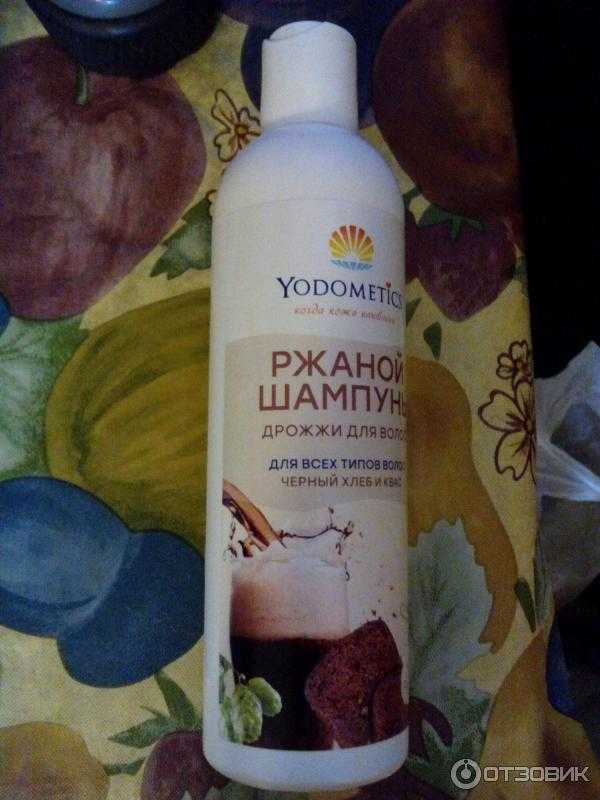 YODOMETICS
когда кожа
РЖАНОЙ
ШАМПУНЬ
ДРОЖЖИ ДЛЯ ВОЛОС
ДЛЯ ВСЕХ ТИПОВ ВОЛОС
ЧЕРНЫЙ ХЛЕБ И КВАС
ОТЗОВИК